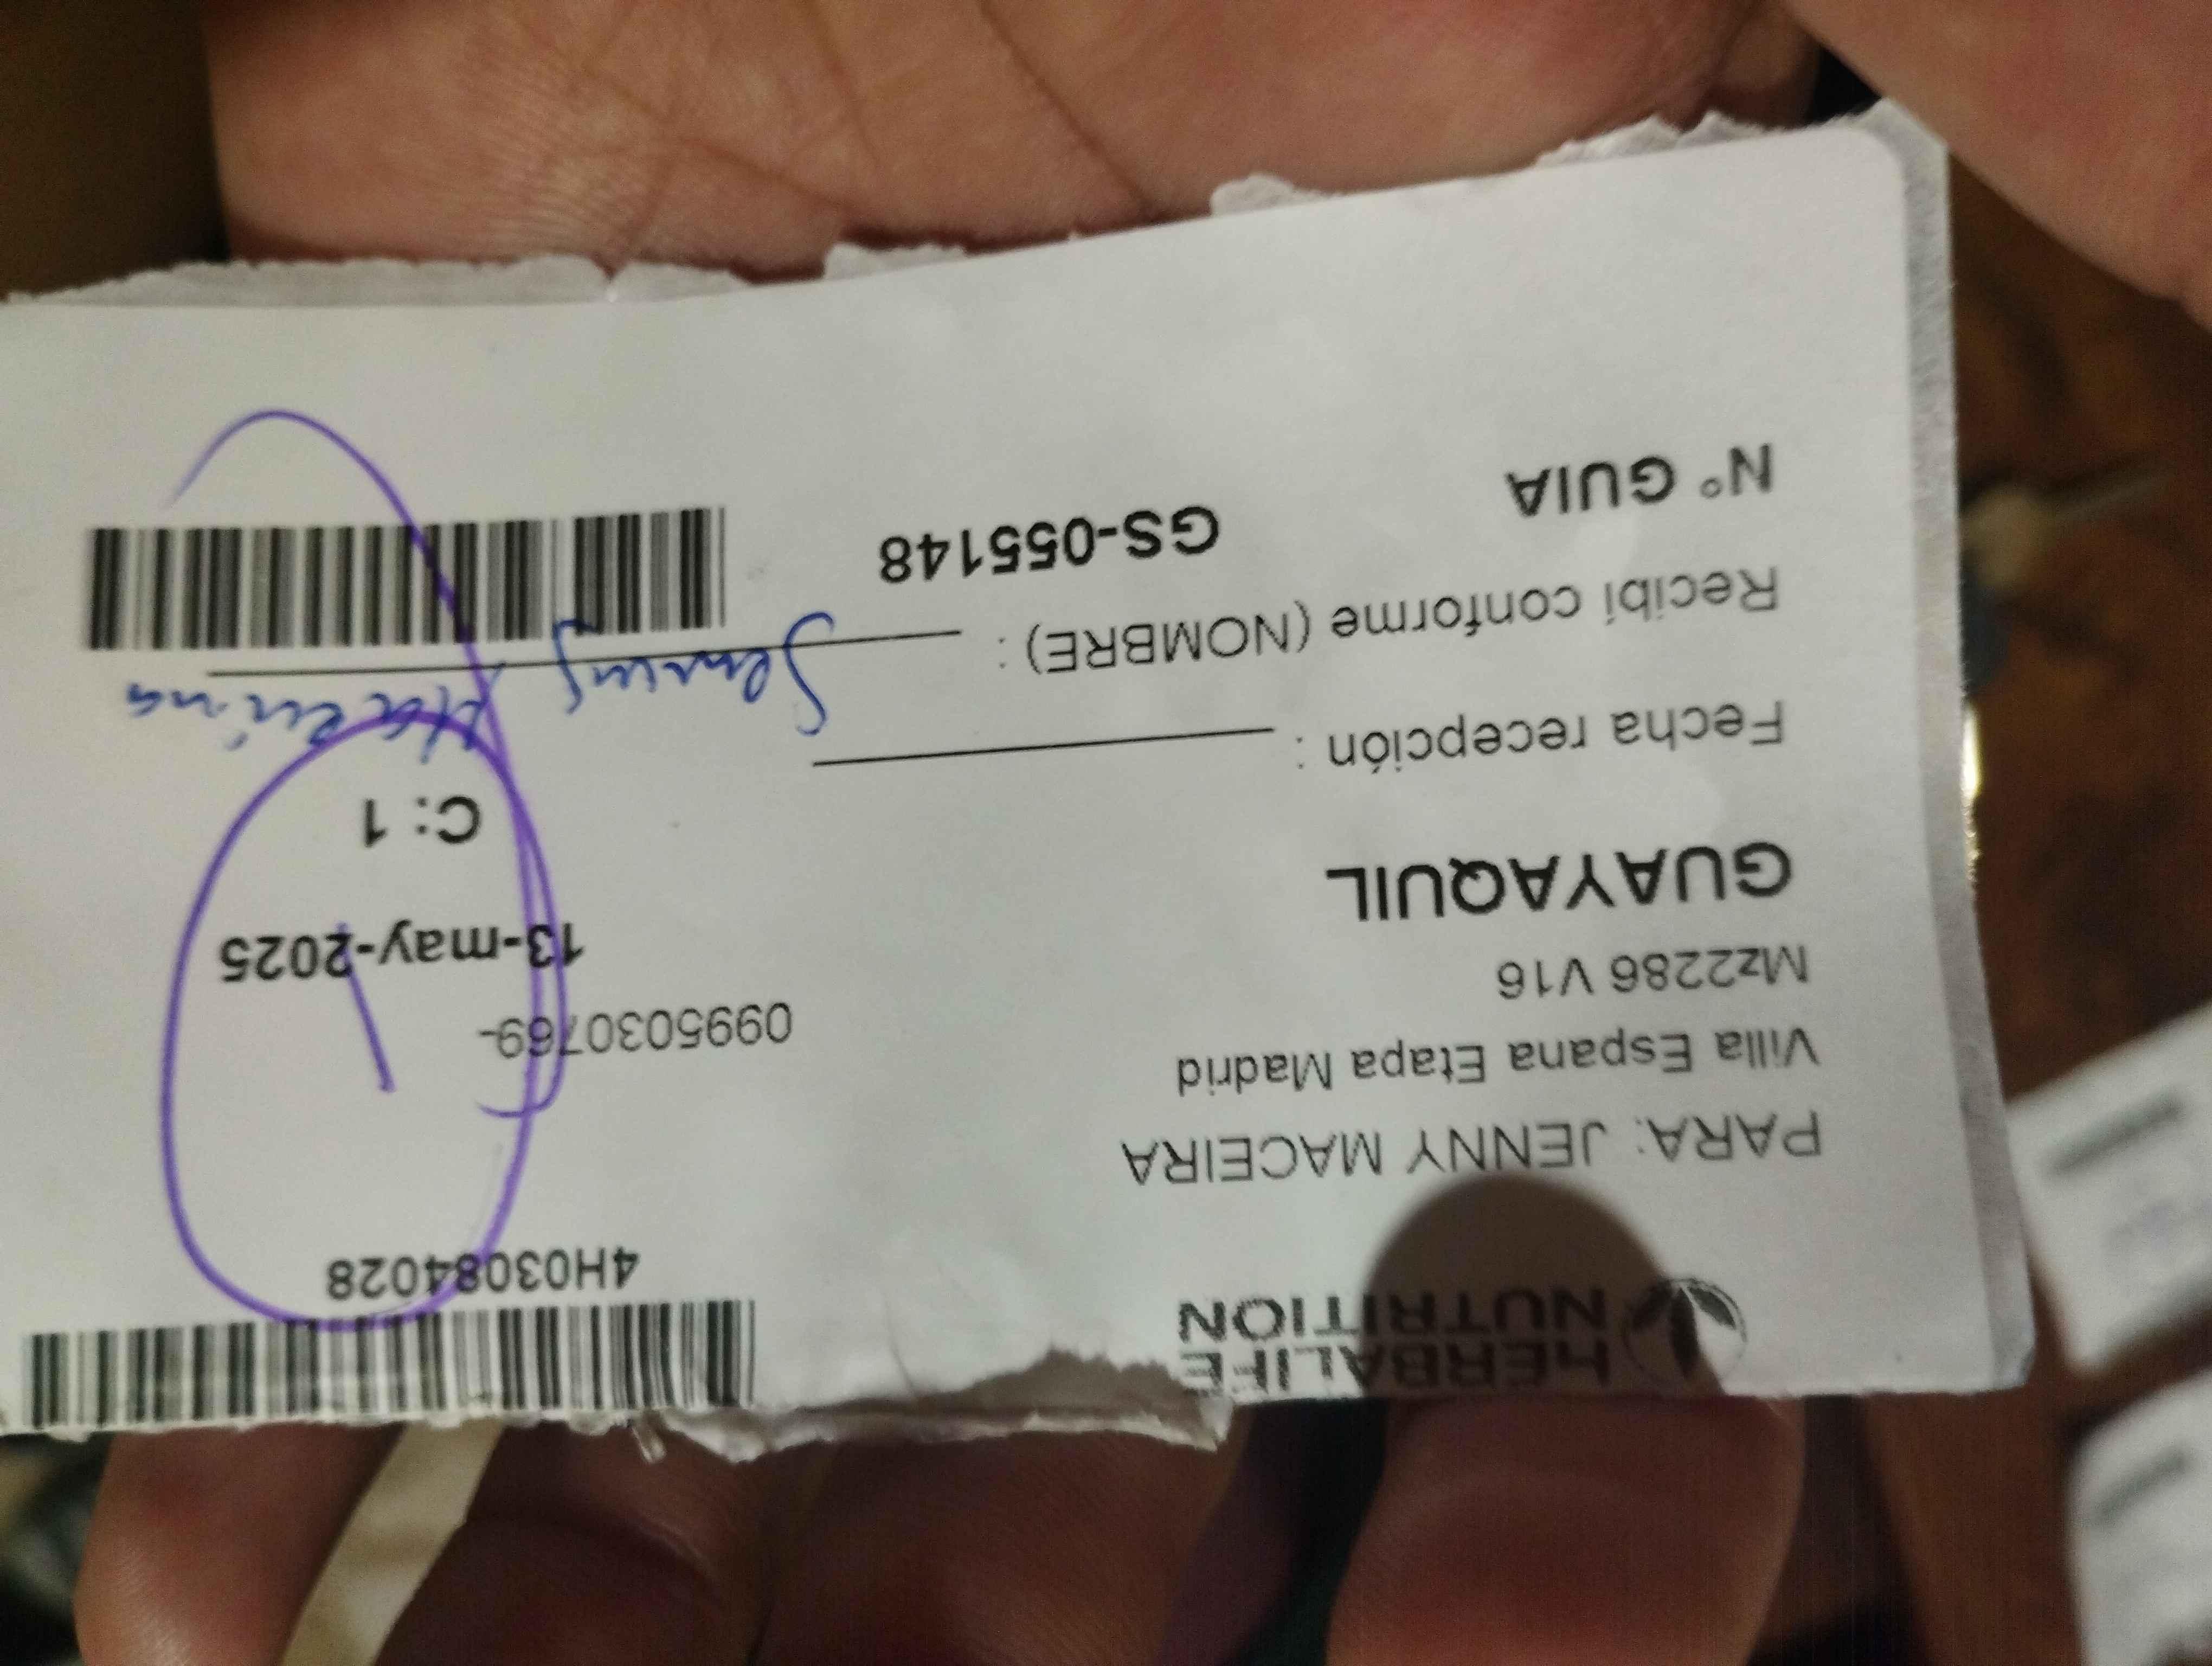 HERBALIFE
NUTRITION
4H03084028
PARA: JENNY MACEIRA
Villa Espana Etapa Madrid
0995030769-
Mz2286 V16
13-may-2025
GUAYAQUIL
C: 1
Fecha recepción :
Recibí conforme (NOMBRE) :
N° GUIA
GS-055148